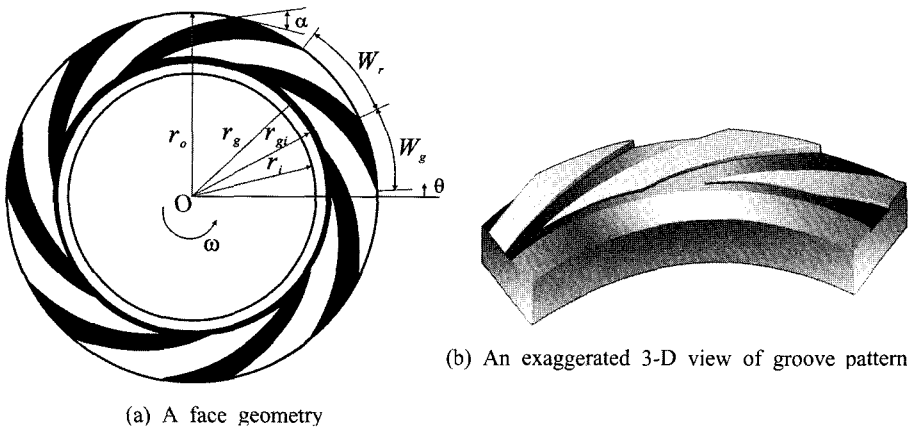 α
W_r
r_g
r_gi
r_o
W_g
r_i
θ
O
ω
(b) An exaggerated 3-D view of groove pattern
(a) A face geometry